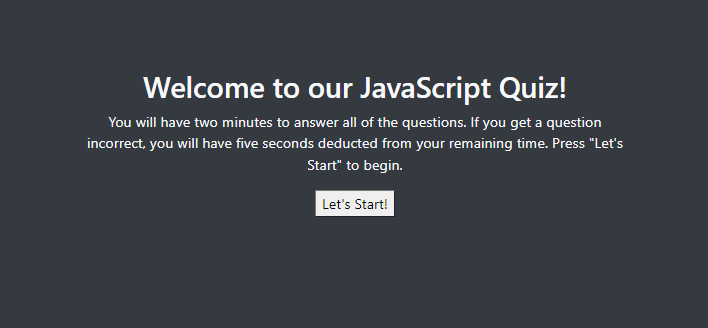 Welcome to our JavaScript Quiz!
You will have two minutes to answer all of the questions. If you get a question
incorrect, you will have five seconds deducted from your remaining time. Press "Let's
Start" to begin.
Let's Start!